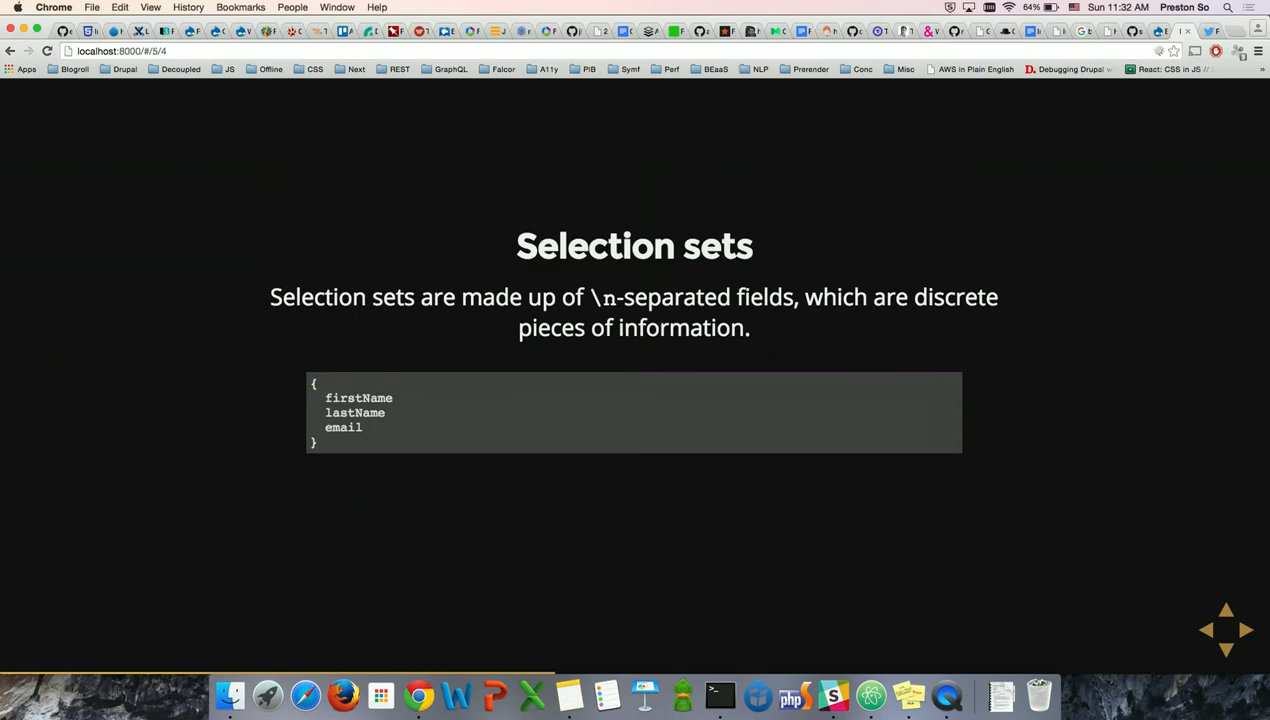 Chrome File Edit View History Bookmarks People Window Help 64% Sun 11:32 AM Preston So
localhost:8000/#/5/4
Apps Blogroll Drupal Decoupled JS Offline CSS Next REST GraphQL Falcor A11y PIB Symf Perf BEaaS NLP Prerender Conc Misc AWS in Plain English Debugging Drupal React: CSS in JS // »
Selection sets
Selection sets are made up of \n-separated fields, which are discrete
pieces of information.
{
firstName
lastName
email
}